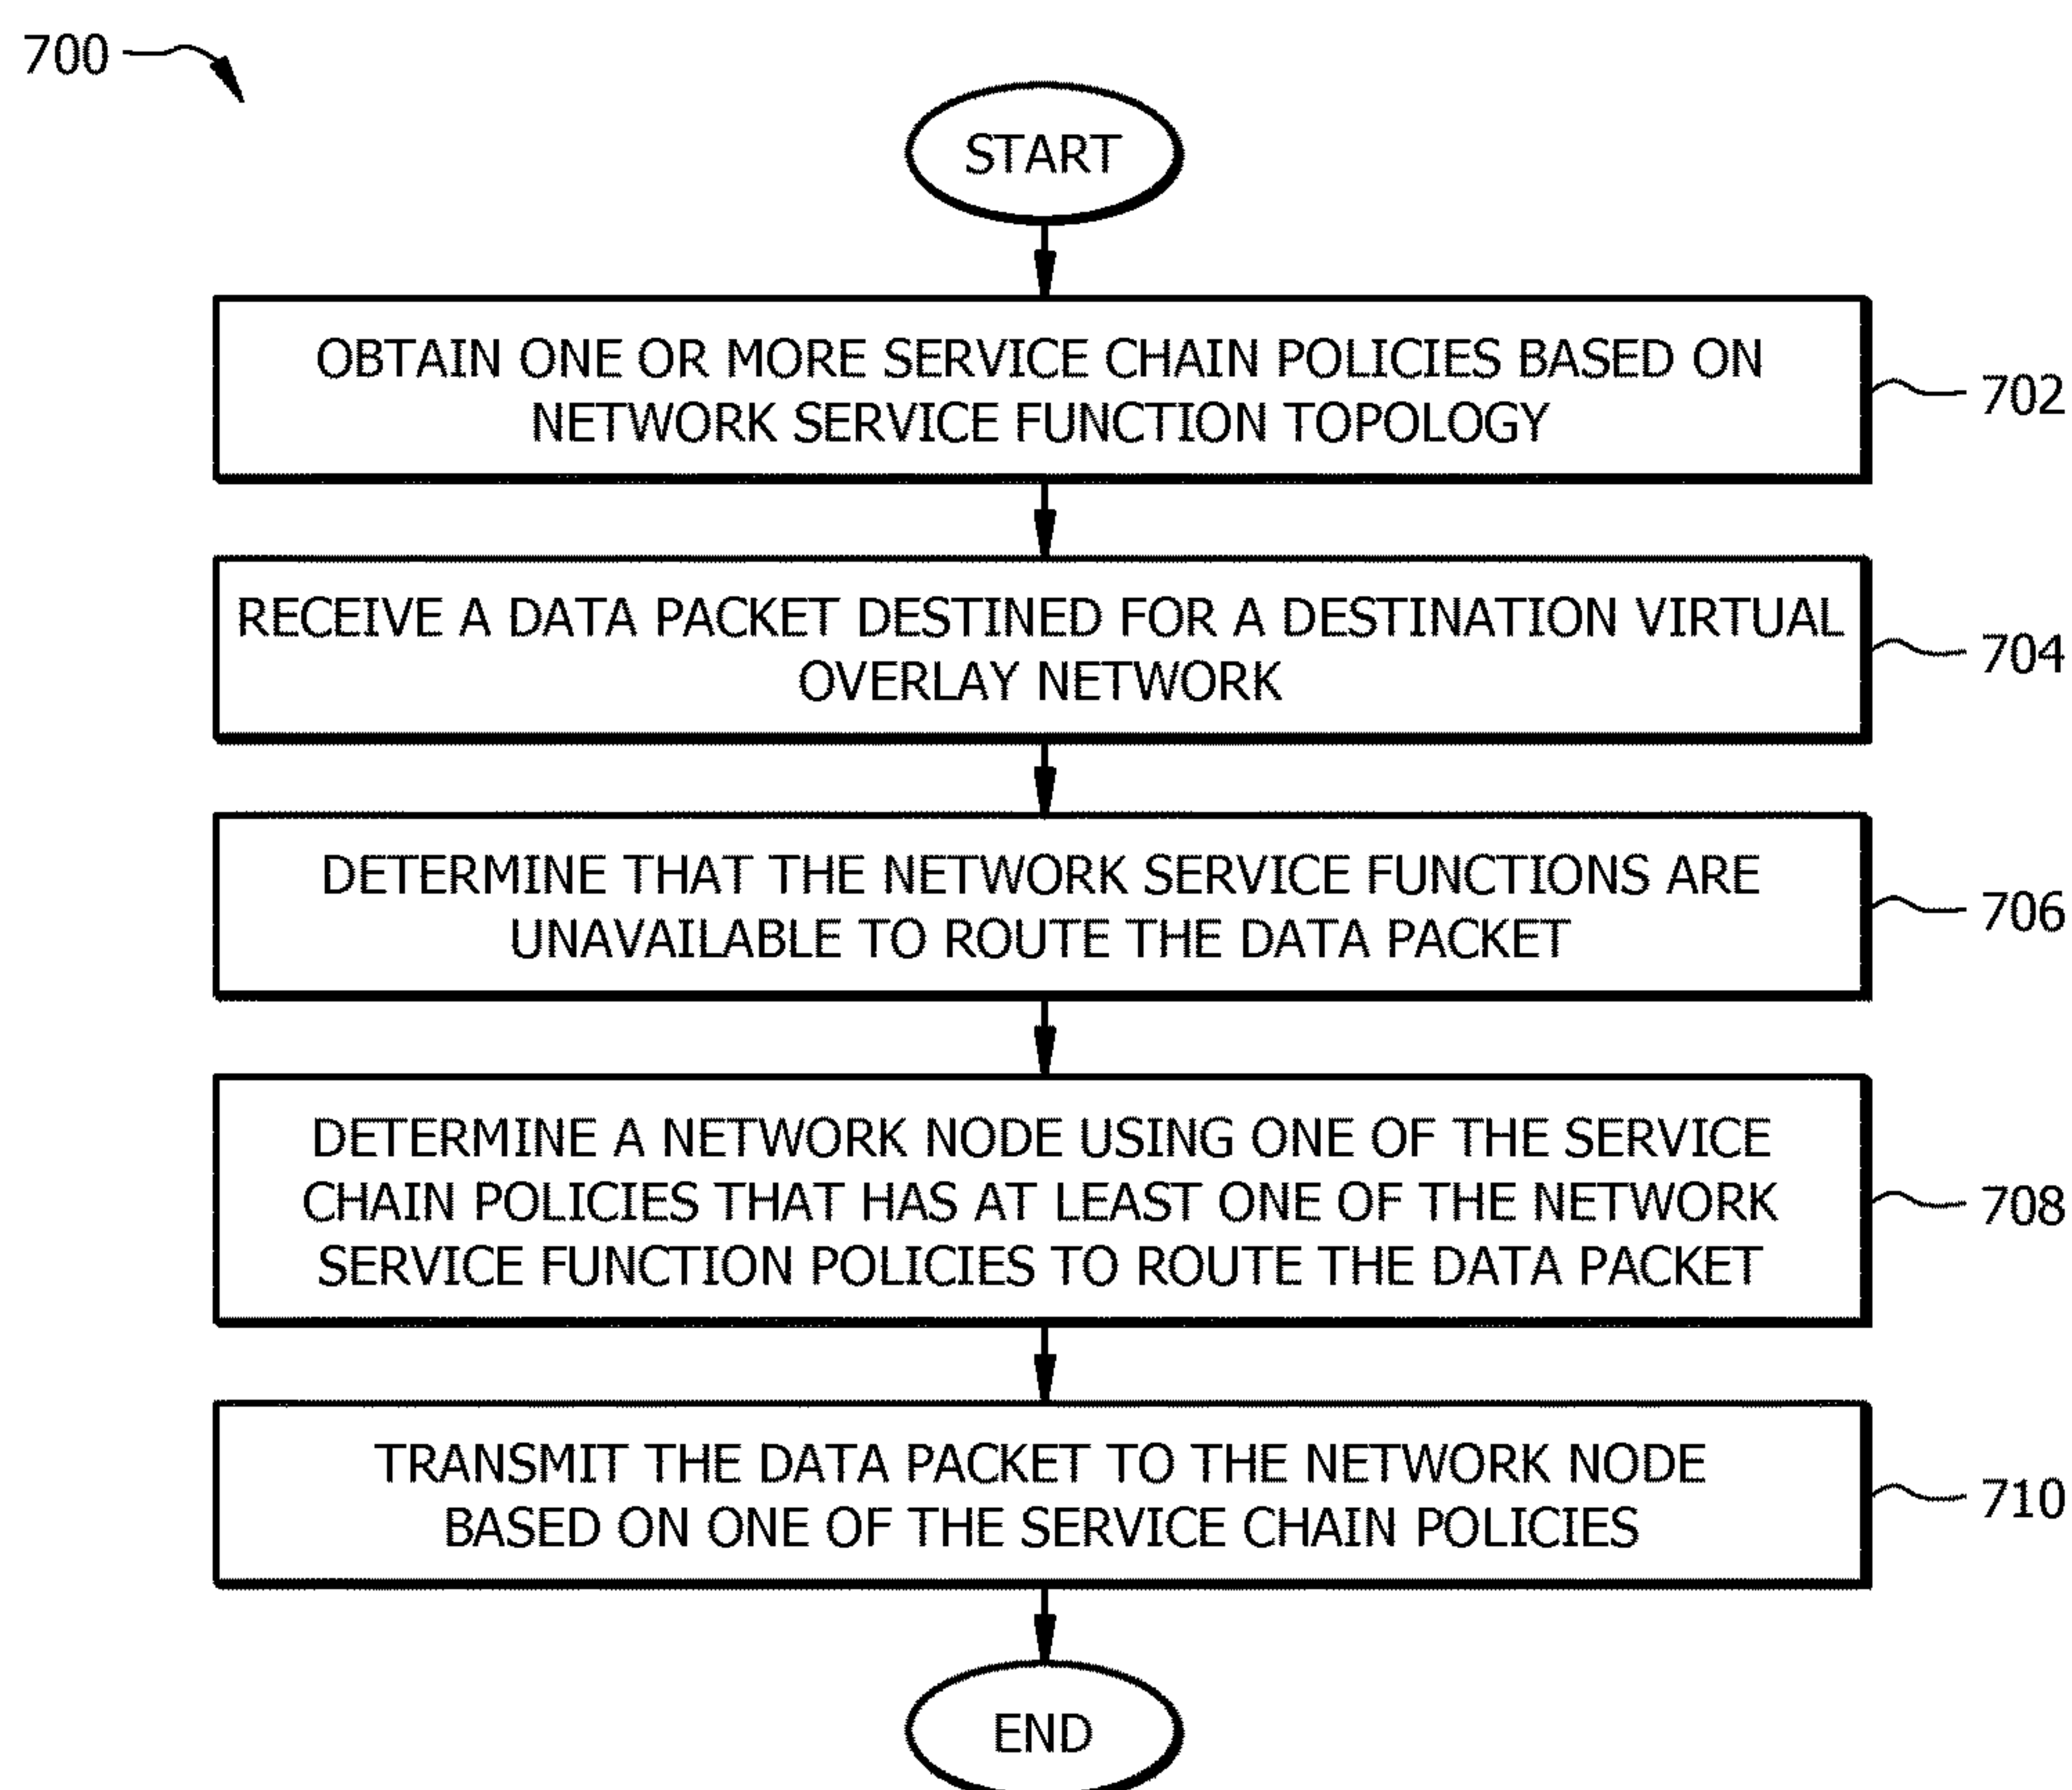 700
START
OBTAIN ONE OR MORE SERVICE CHAIN POLICIES BASED ON
NETWORK SERVICE FUNCTION TOPOLOGY
702
RECEIVE A DATA PACKET DESTINED FOR A DESTINATION VIRTUAL
OVERLAY NETWORK
704
DETERMINE THAT THE NETWORK SERVICE FUNCTIONS ARE
UNAVAILABLE TO ROUTE THE DATA PACKET
706
DETERMINE A NETWORK NODE USING ONE OF THE SERVICE
CHAIN POLICIES THAT HAS AT LEAST ONE OF THE NETWORK
SERVICE FUNCTION POLICIES TO ROUTE THE DATA PACKET
708
TRANSMIT THE DATA PACKET TO THE NETWORK NODE
BASED ON ONE OF THE SERVICE CHAIN POLICIES
710
END